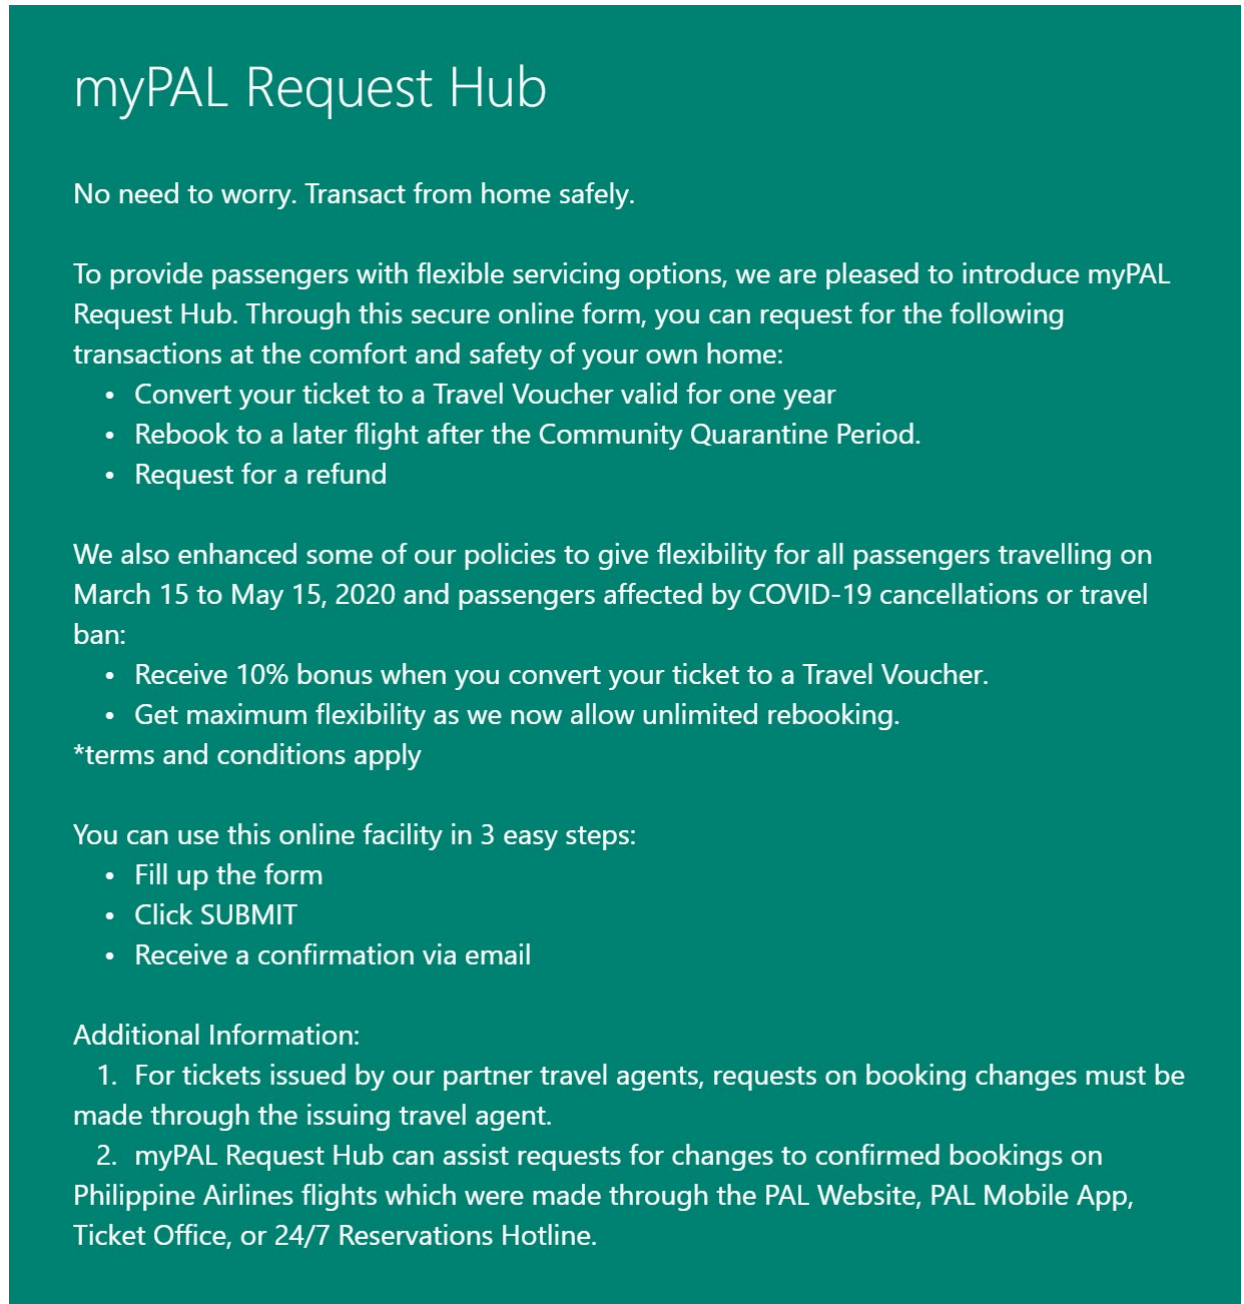 myPAL Request Hub
No need to worry. Transact from home safely.
To provide passengers with flexible servicing options, we are pleased to introduce myPAL
Request Hub. Through this secure online form, you can request for the following
transactions at the comfort and safety of your own home:
• Convert your ticket to a Travel Voucher valid for one year
• Rebook to a later flight after the Community Quarantine Period.
• Request for a refund
We also enhanced some of our policies to give flexibility for all passengers travelling on
March 15 to May 15, 2020 and passengers affected by COVID-19 cancellations or travel
ban:
• Receive 10% bonus when you convert your ticket to a Travel Voucher.
• Get maximum flexibility as we now allow unlimited rebooking.
*terms and conditions apply
You can use this online facility in 3 easy steps:
• Fill up the form
• Click SUBMIT
• Receive a confirmation via email
Additional Information:
1. For tickets issued by our partner travel agents, requests on booking changes must be
made through the issuing travel agent.
2. myPAL Request Hub can assist requests for changes to confirmed bookings on
Philippine Airlines flights which were made through the PAL Website, PAL Mobile App,
Ticket Office, or 24/7 Reservations Hotline.